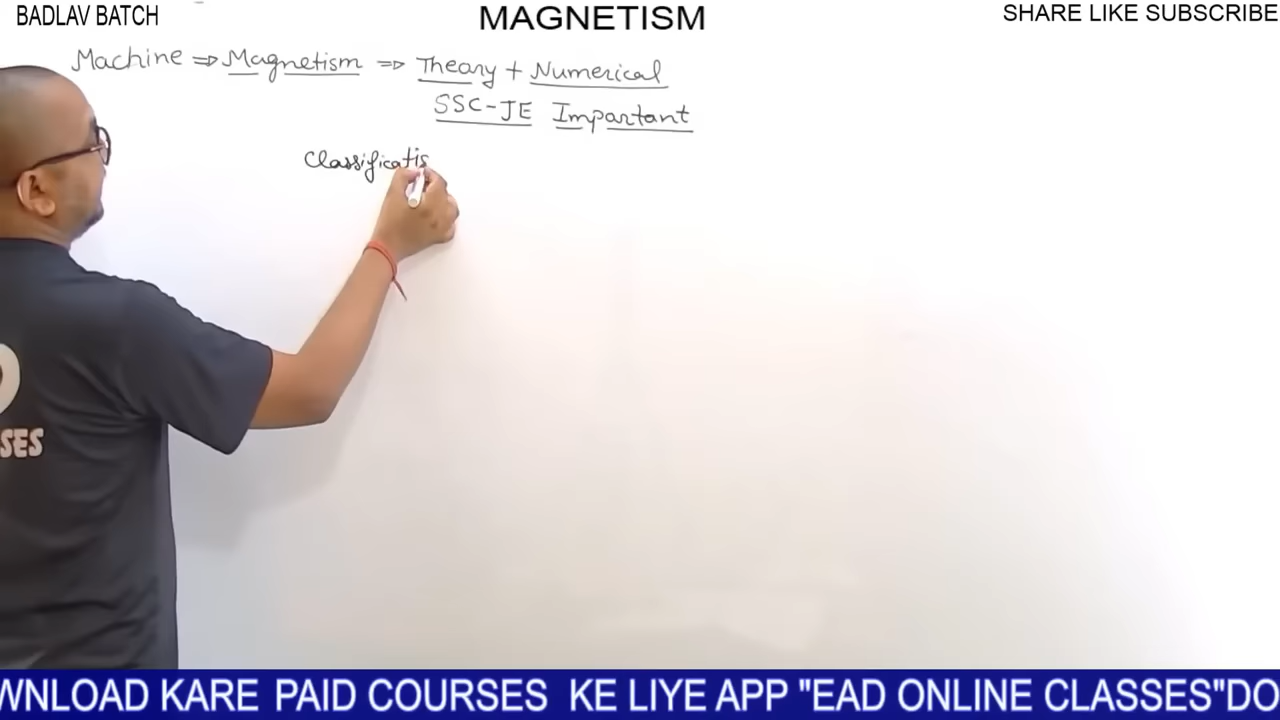 BADLAV BATCH
MAGNETISM
SHARE LIKE SUBSCRIBE
Machine ⇒ Magnetism ⇒ Theory + Numerical
SSC-JE Important
Classificatio
SES
WNLOAD KARE PAID COURSES KE LIYE APP "EAD ONLINE CLASSES"DO